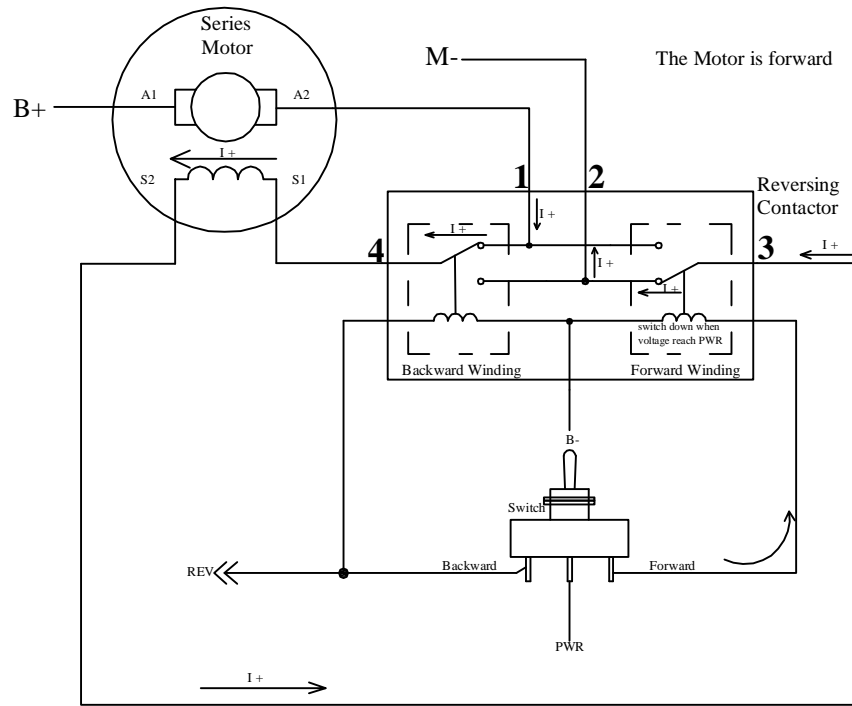 Series
Motor
M-
The Motor is forward
B+
A1
A2
I +
S2
S1
1
2
Reversing
Contactor
I +
I +
4
3
I +
I +
I +
switch down when
voltage reach PWR
Backward Winding
Forward Winding
B-
Switch
REV
Backward
Forward
PWR
I +